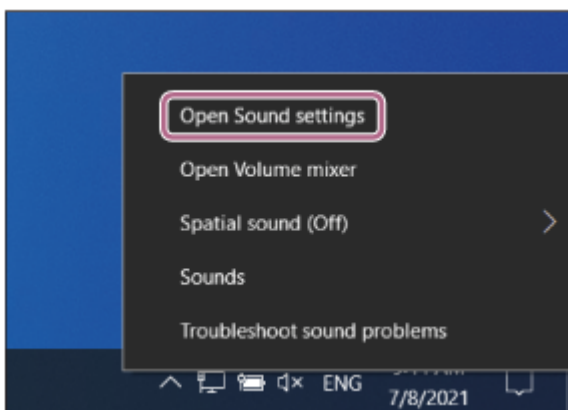 Open Sound settings
Open Volume mixer
Spatial sound (Off)
Sounds
Troubleshoot sound problems
ENG
7/8/2021